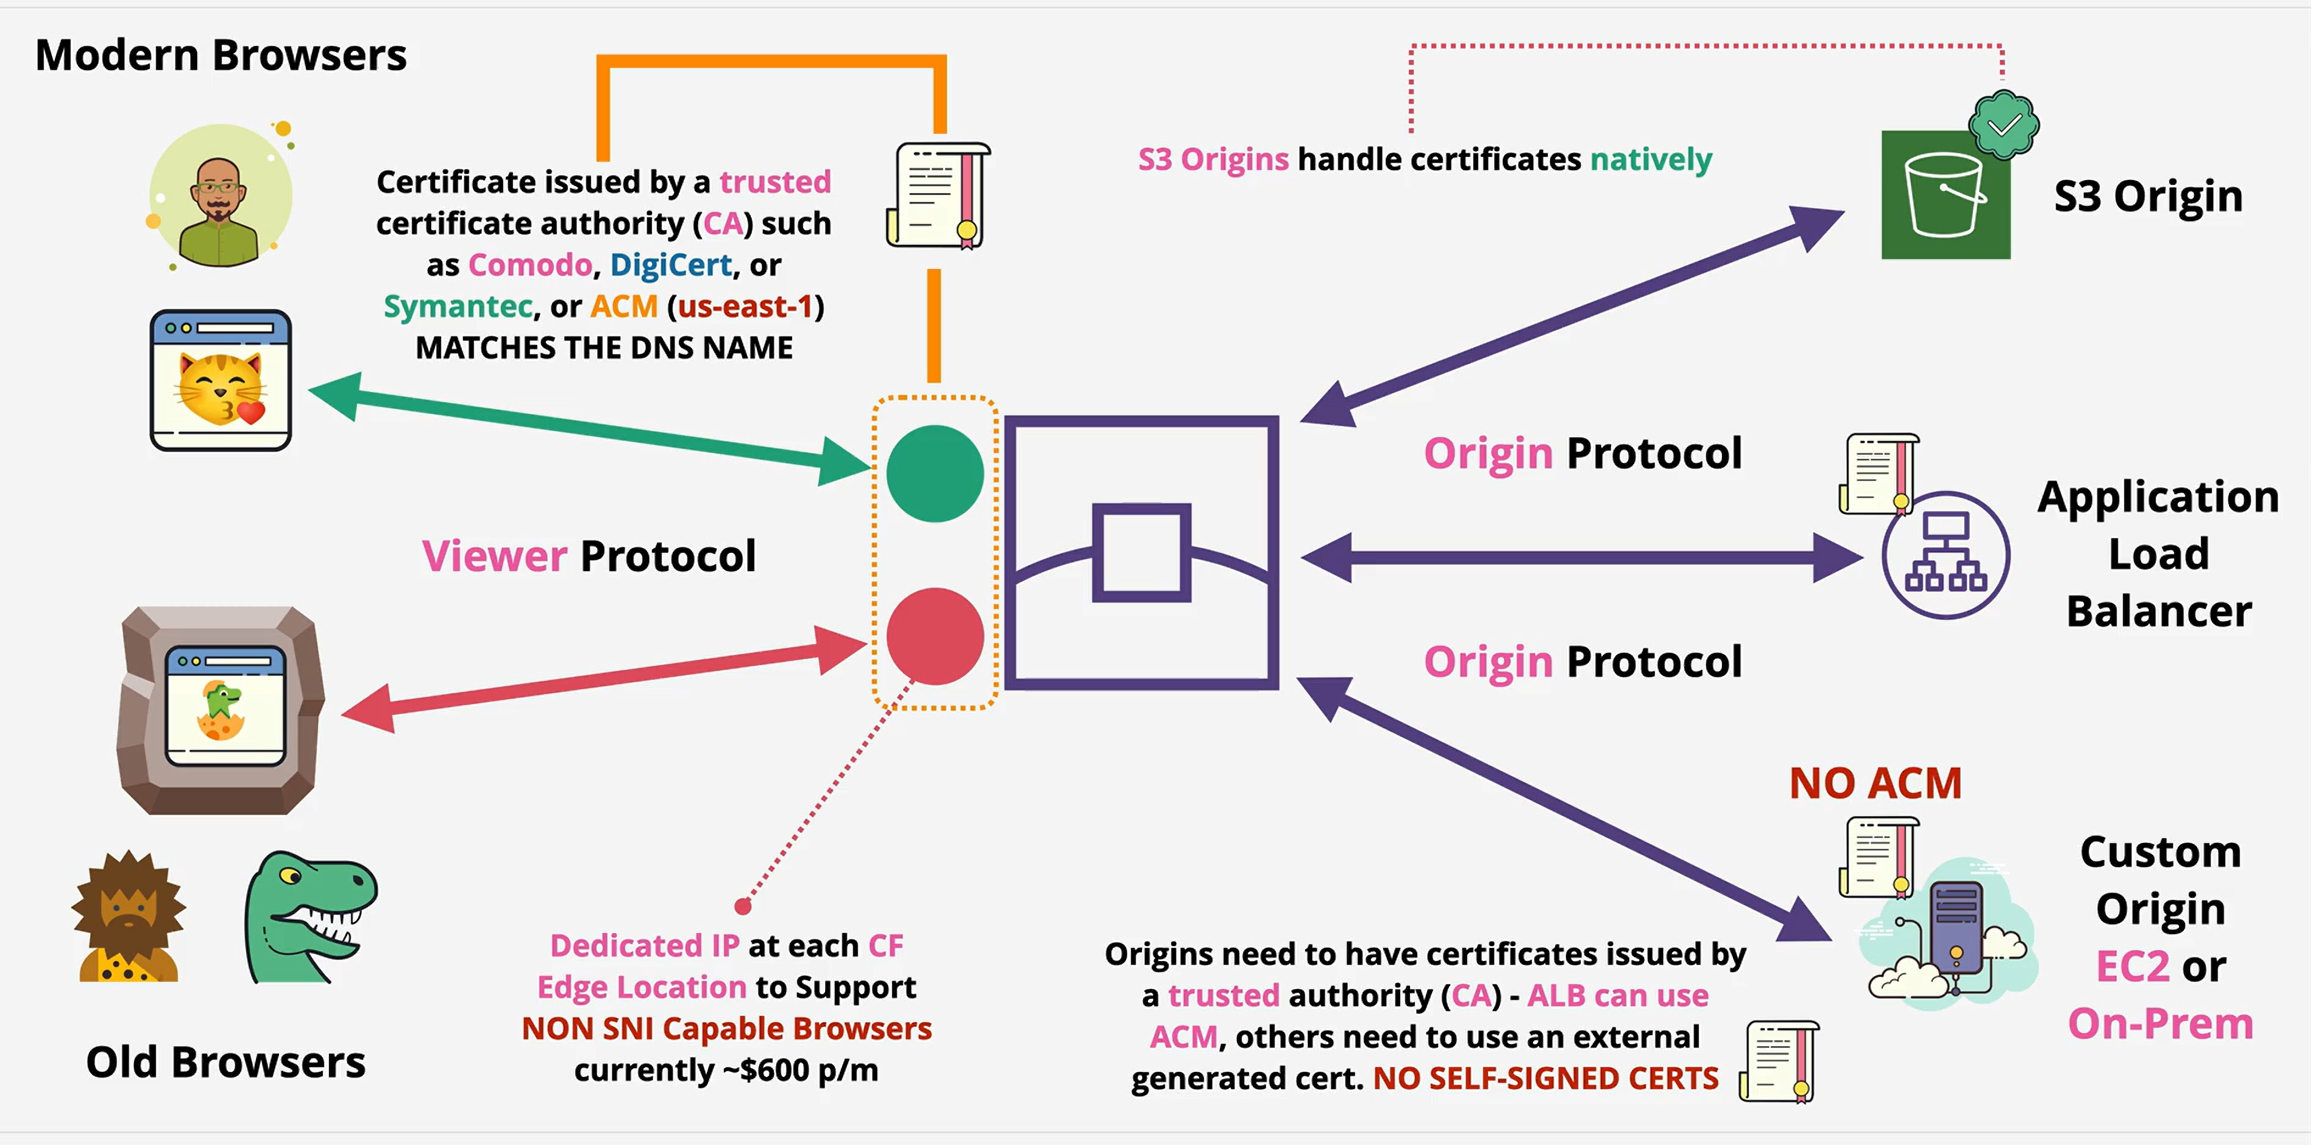 Modern Browsers
Certificate issued by a trusted
certificate authority (CA) such
as Comodo, DigiCert, or
Symantec, or ACM (us-east-1)
MATCHES THE DNS NAME
S3 Origins handle certificates natively
S3 Origin
Origin Protocol
Application
Load
Balancer
Viewer Protocol
Origin Protocol
NO ACM
Custom
Origin
EC2 or
On-Prem
Old Browsers
Dedicated IP at each CF
Edge Location to Support
NON SNI Capable Browsers
currently ~$600 p/m
Origins need to have certificates issued by
a trusted authority (CA) - ALB can use
ACM, others need to use an external
generated cert. NO SELF-SIGNED CERTS